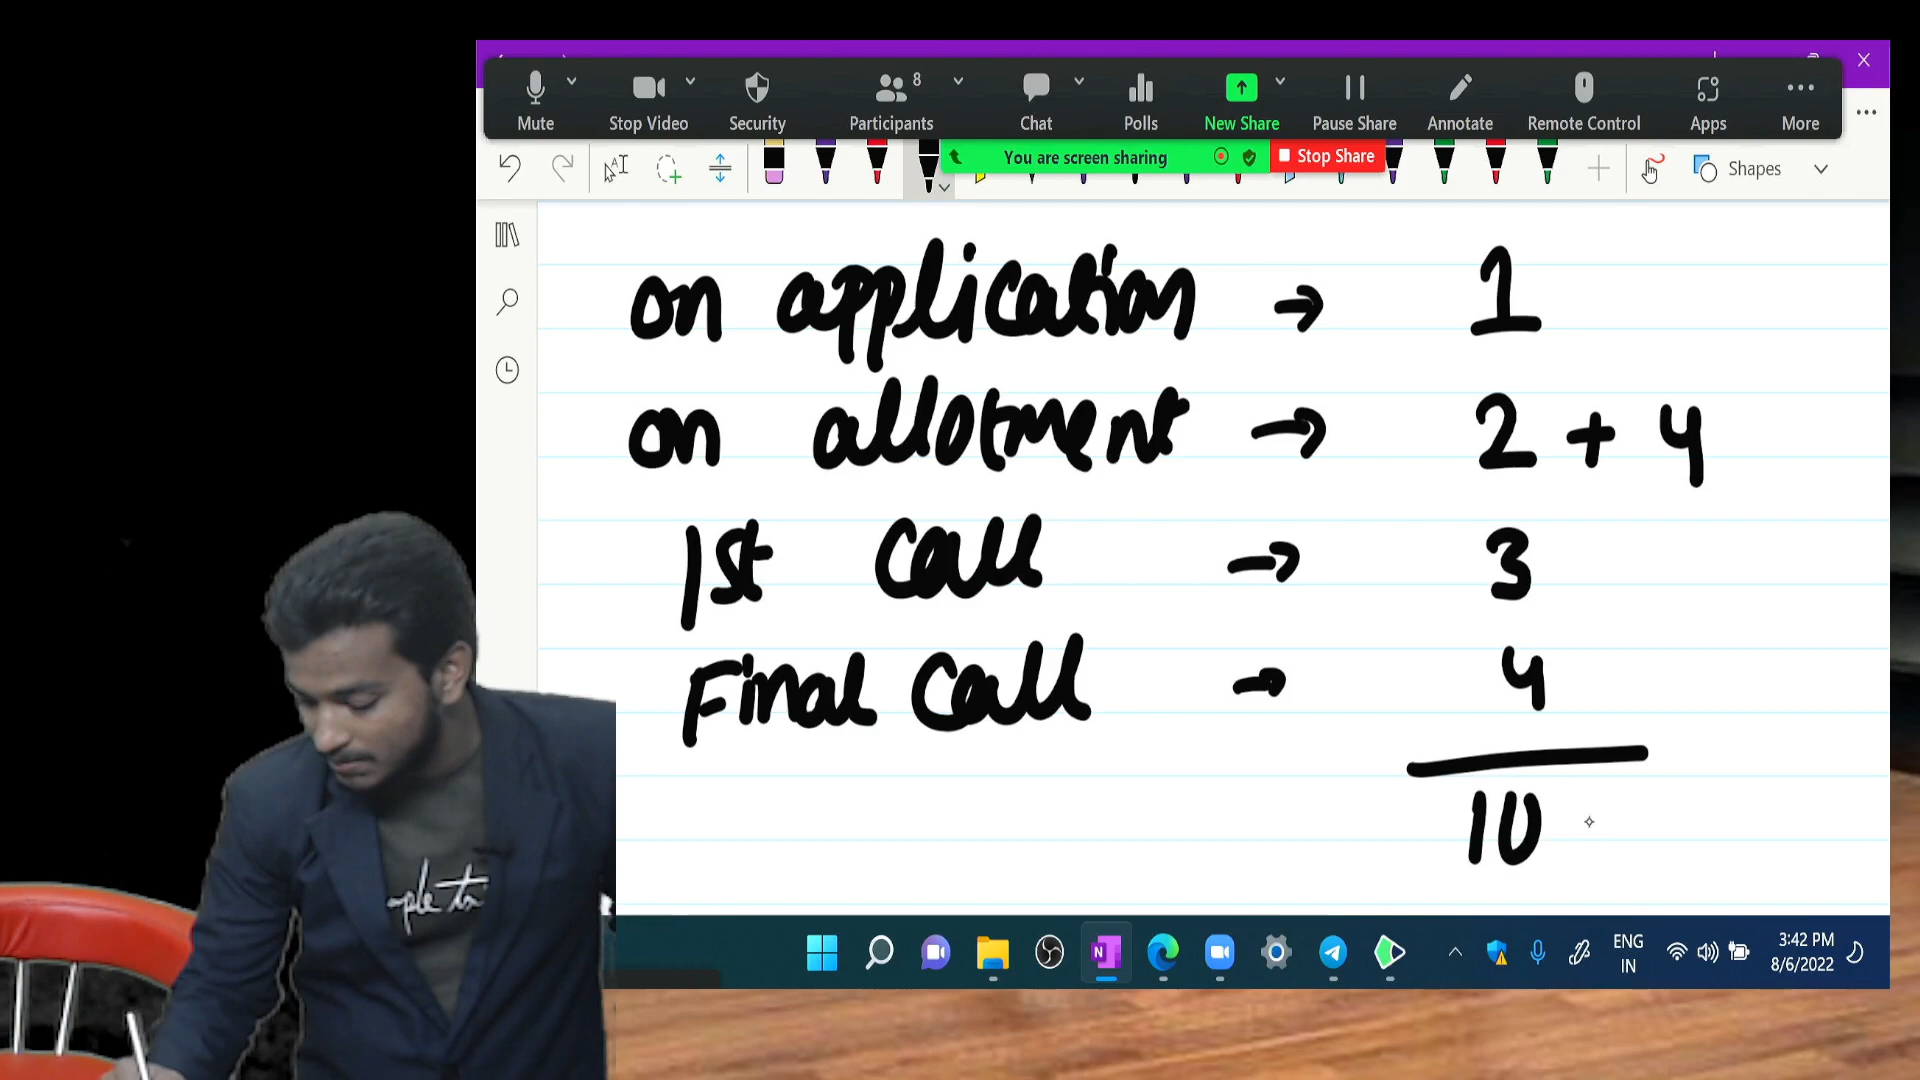 Mute
Stop Video
Security
Participants 8
Chat
Polls
New Share
Pause Share
Annotate
Remote Control
Apps
More
You are screen sharing
Stop Share
Shapes
on application → 1
on allotment → 2 + 4
1st call → 3
Final call → 4
10
ple to
ENG
IN
3:42 PM
8/6/2022